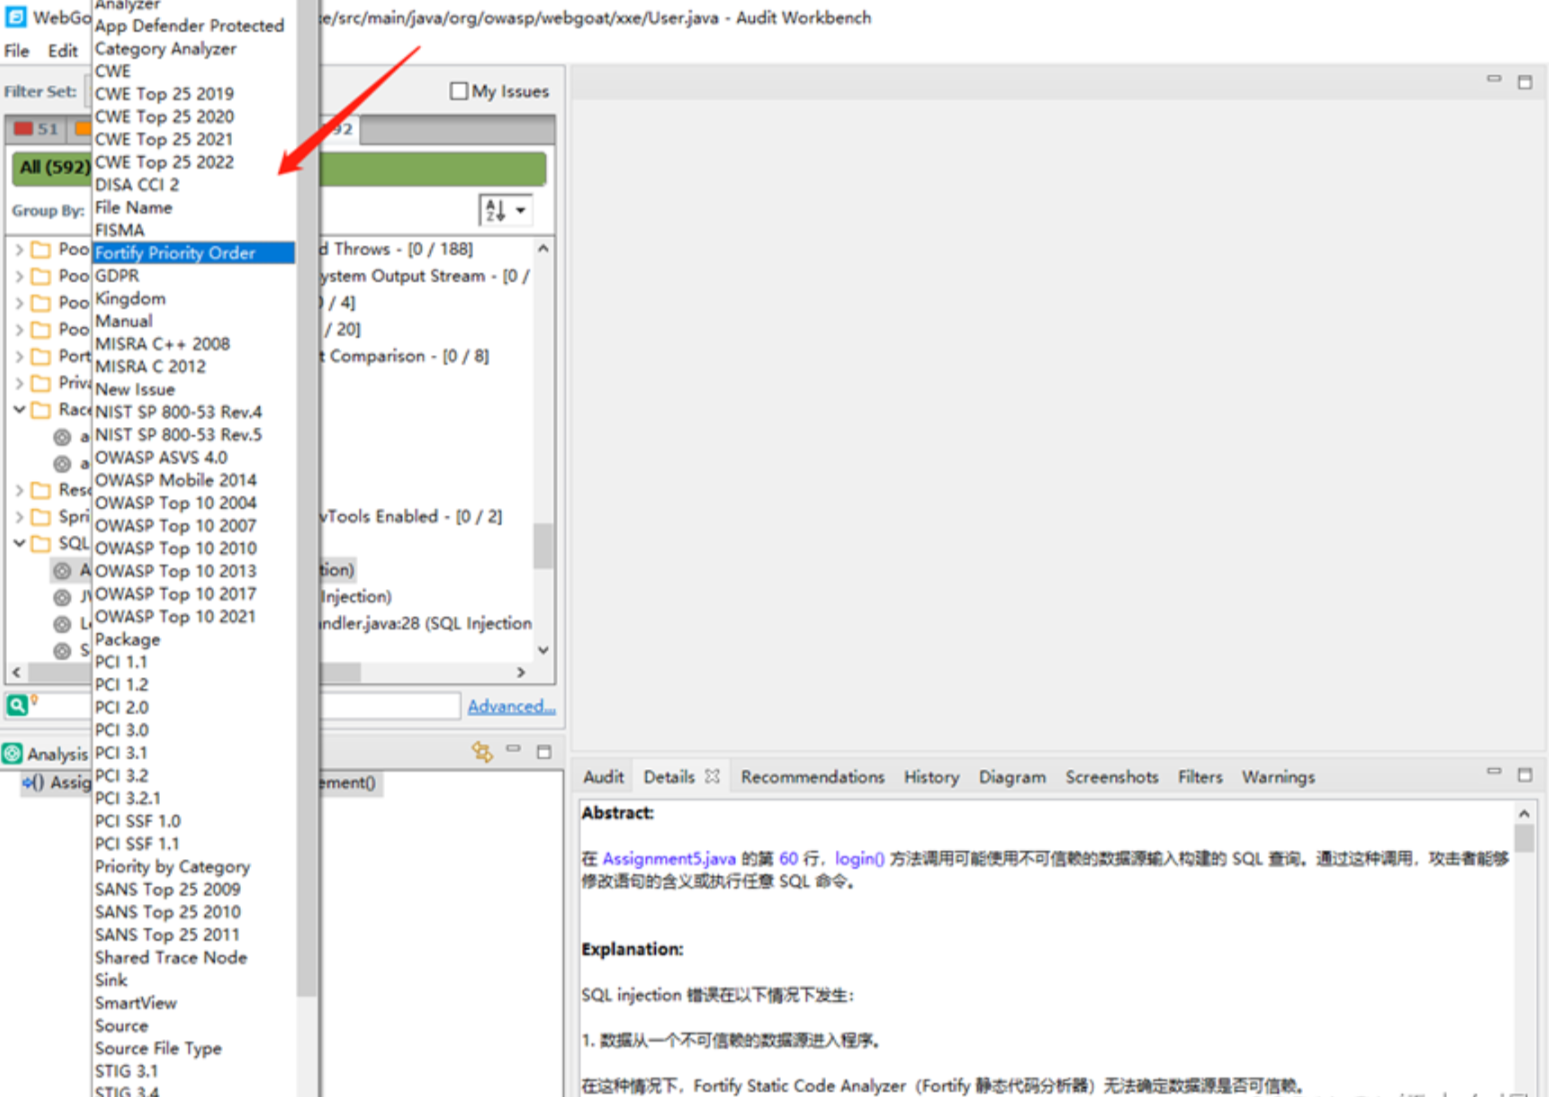 WebGo
e/src/main/java/org/owasp/webgoat/xxe/User.java - Audit Workbench
File Edit
Filter Set:
My Issues
51
92
All (592)
Group By:
Analyzer
App Defender Protected
Category Analyzer
CWE
CWE Top 25 2019
CWE Top 25 2020
CWE Top 25 2021
CWE Top 25 2022
DISA CCI 2
File Name
FISMA
Fortify Priority Order
GDPR
Kingdom
Manual
MISRA C++ 2008
MISRA C 2012
New Issue
NIST SP 800-53 Rev.4
NIST SP 800-53 Rev.5
OWASP ASVS 4.0
OWASP Mobile 2014
OWASP Top 10 2004
OWASP Top 10 2007
OWASP Top 10 2010
OWASP Top 10 2013
OWASP Top 10 2017
OWASP Top 10 2021
Package
PCI 1.1
PCI 1.2
PCI 2.0
PCI 3.0
PCI 3.1
PCI 3.2
PCI 3.2.1
PCI SSF 1.0
PCI SSF 1.1
Priority by Category
SANS Top 25 2009
SANS Top 25 2010
SANS Top 25 2011
Shared Trace Node
Sink
SmartView
Source
Source File Type
STIG 3.1
STIG 3.4
Poo
d Throws - [0 / 188]
Poo
ystem Output Stream - [0 /
Poo
/ 4]
Poo
/ 20]
Port
t Comparison - [0 / 8]
Priva
Race
a
a
Reso
Spri
vTools Enabled - [0 / 2]
SQL
A
tion)
JV
Injection)
L
ndler.java:28 (SQL Injection
S
Advanced...
Analysis
() Assig
ement()
Audit Details Recommendations History Diagram Screenshots Filters Warnings
Abstract:
在 Assignment5.java 的第 60 行，login() 方法调用可能使用不可信赖的数据源输入构建的 SQL 查询。通过这种调用，攻击者能够
修改语句的含义或执行任意 SQL 命令。
Explanation:
SQL injection 错误在以下情况下发生：
1. 数据从一个不可信赖的数据源进入程序。
在这种情况下，Fortify Static Code Analyzer（Fortify 静态代码分析器）无法确定数据源是否可信赖。